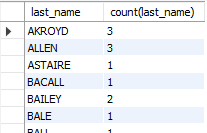 last_name count(last_name)
AKROYD 3
ALLEN 3
ASTAIRE 1
BACALL 1
BAILEY 2
BALE 1